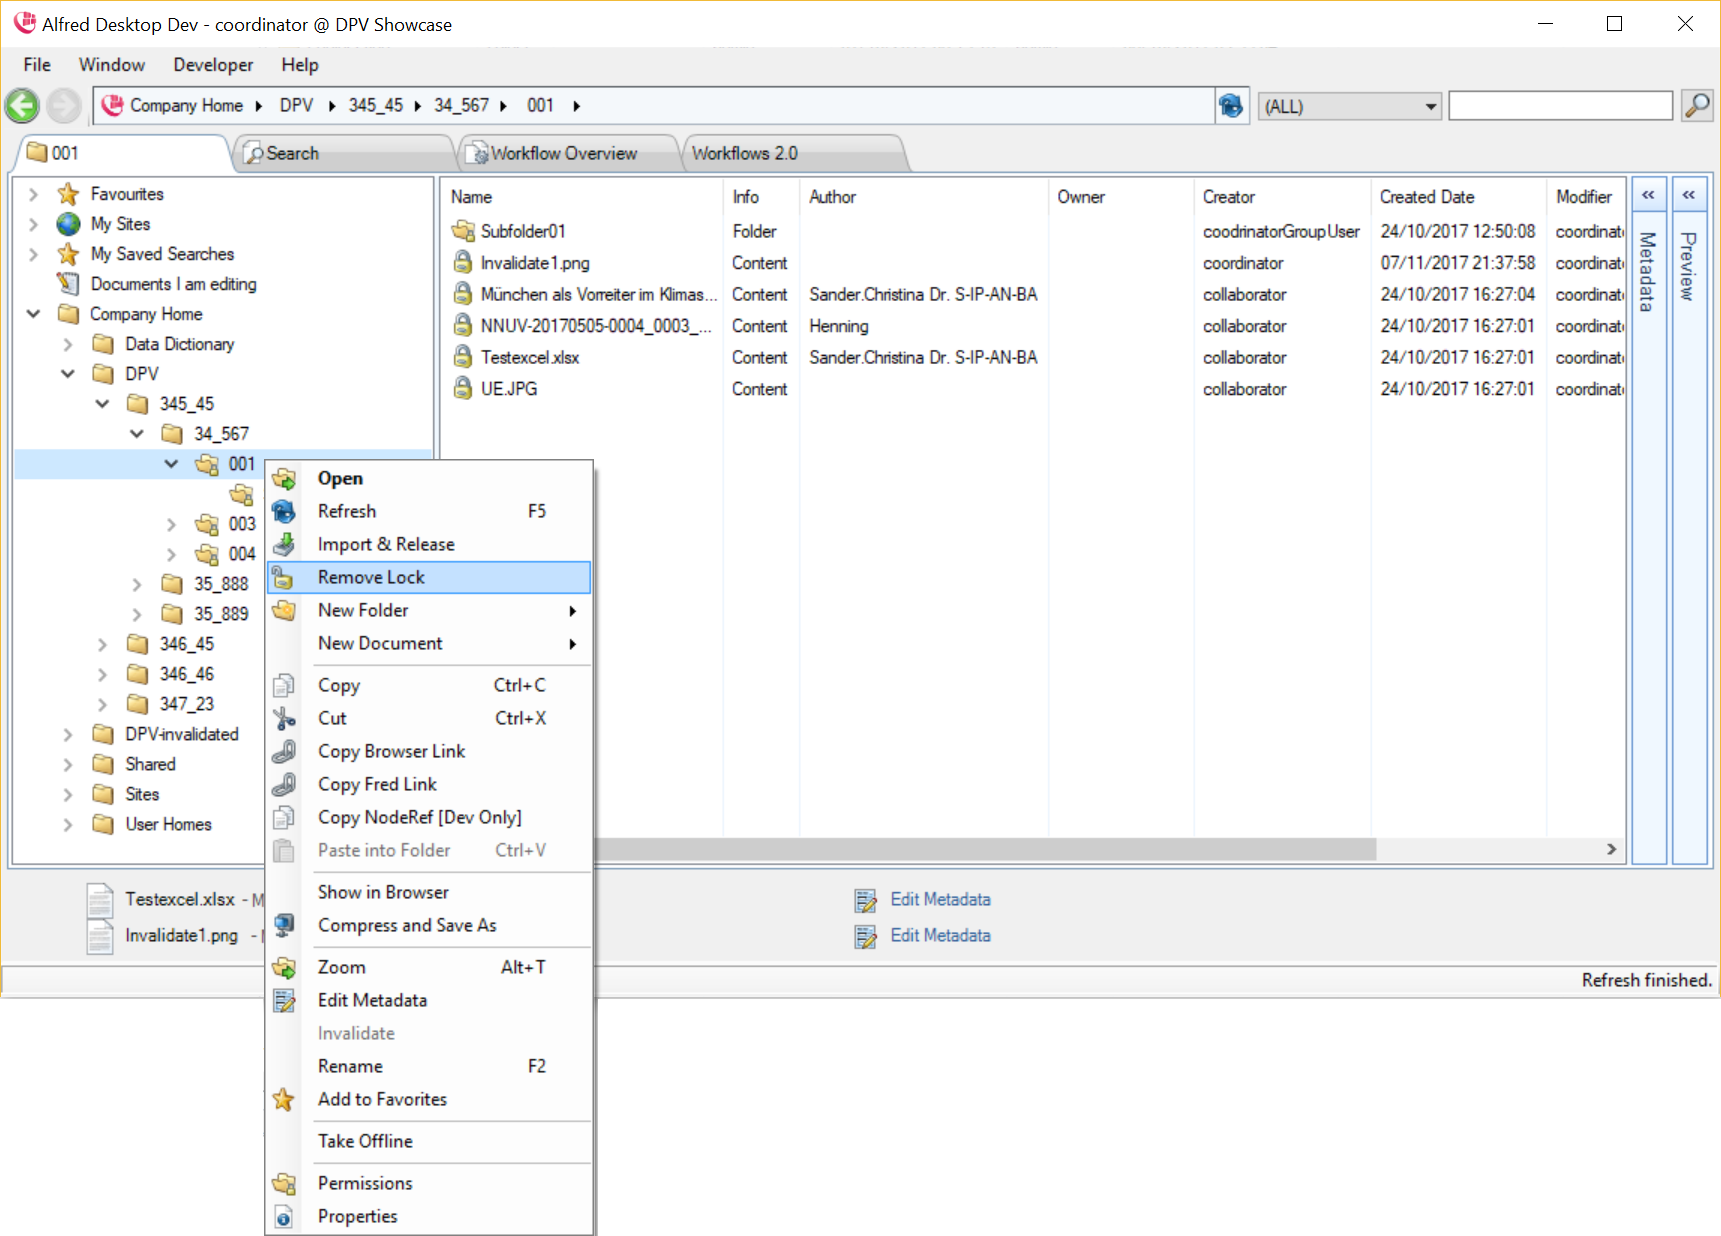 Alfred Desktop Dev - coordinator @ DPV Showcase
File Window Developer Help
Company Home DPV 345_45 34_567 001 (ALL)
001 Search Workflow Overview Workflows 2.0
Favourites
My Sites
My Saved Searches
Documents I am editing
Company Home
Data Dictionary
DPV
345_45
34_567
001
003
004
35_888
35_889
346_45
346_46
347_23
DPV-invalidated
Shared
Sites
User Homes
Name Info Author Owner Creator Created Date Modifier
Subfolder01 Folder coodrinatorGroupUser 24/10/2017 12:50:08 coordinat
Invalidate1.png Content coordinator 07/11/2017 21:37:58 coordinat
München als Vorreiter im Klimas... Content Sander.Christina Dr. S-IP-AN-BA collaborator 24/10/2017 16:27:04 coordinat
NNUV-20170505-0004_0003_... Content Henning collaborator 24/10/2017 16:27:01 coordinat
Testexcel.xlsx Content Sander.Christina Dr. S-IP-AN-BA collaborator 24/10/2017 16:27:01 coordinat
UE.JPG Content collaborator 24/10/2017 16:27:01 coordinat
Metadata
Preview
Open
Refresh F5
Import & Release
Remove Lock
New Folder
New Document
Copy Ctrl+C
Cut Ctrl+X
Copy Browser Link
Copy Fred Link
Copy NodeRef [Dev Only]
Paste into Folder Ctrl+V
Show in Browser
Compress and Save As
Zoom Alt+T
Edit Metadata
Invalidate
Rename F2
Add to Favorites
Take Offline
Permissions
Properties
Testexcel.xlsx - M Edit Metadata
Invalidate1.png - Edit Metadata
Refresh finished.